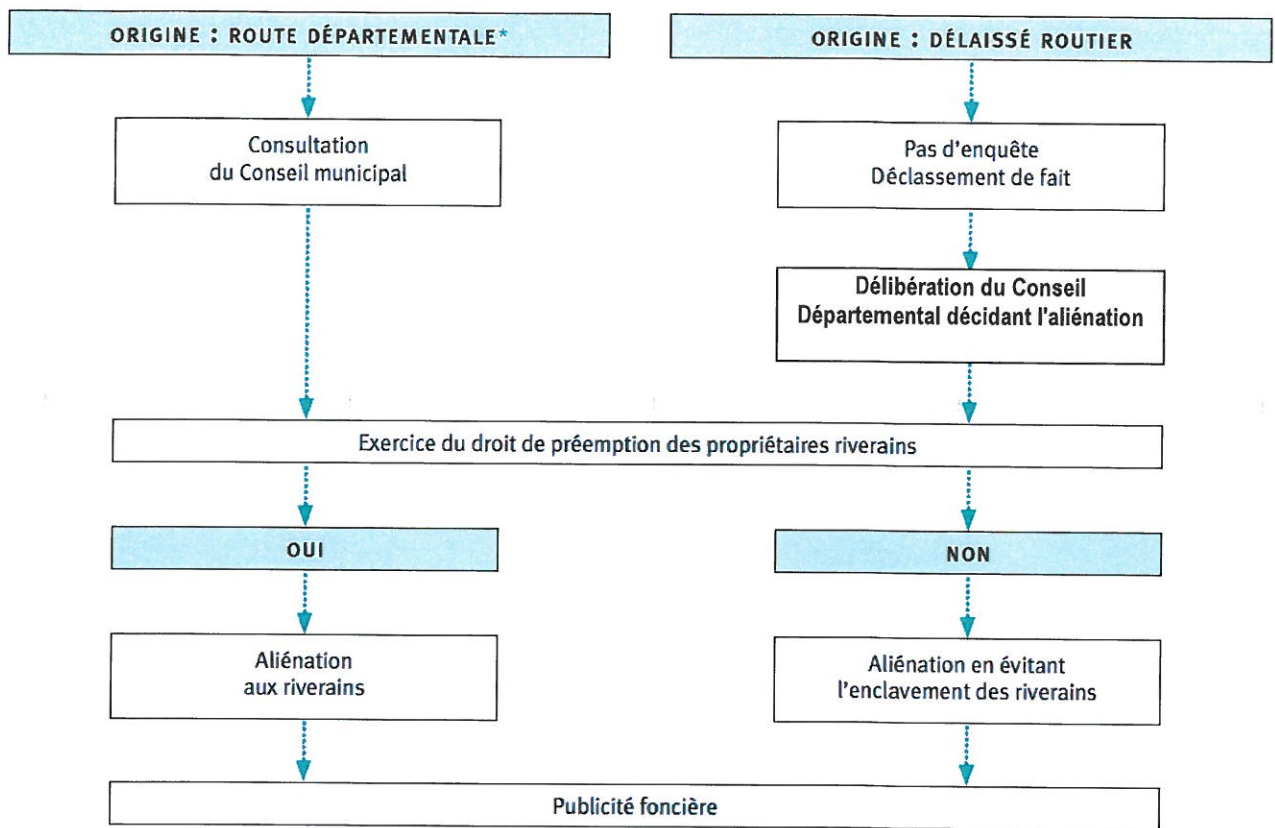 ORIGINE : ROUTE DÉPARTEMENTALE*
ORIGINE : DÉLAISSÉ ROUTIER
Consultation
du Conseil municipal
Pas d'enquête
Déclassement de fait
Délibération du Conseil
Départemental décidant l'aliénation
Exercice du droit de préemption des propriétaires riverains
OUI
NON
Aliénation
aux riverains
Aliénation en évitant
l'enclavement des riverains
Publicité foncière